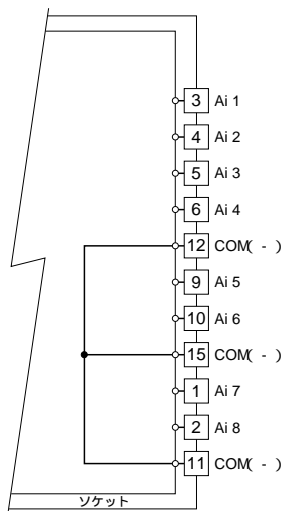 3 Ai 1
4 Ai 2
5 Ai 3
6 Ai 4
12 COM( - )
9 Ai 5
10 Ai 6
15 COM( - )
1 Ai 7
2 Ai 8
11 COM( - )
ソケット